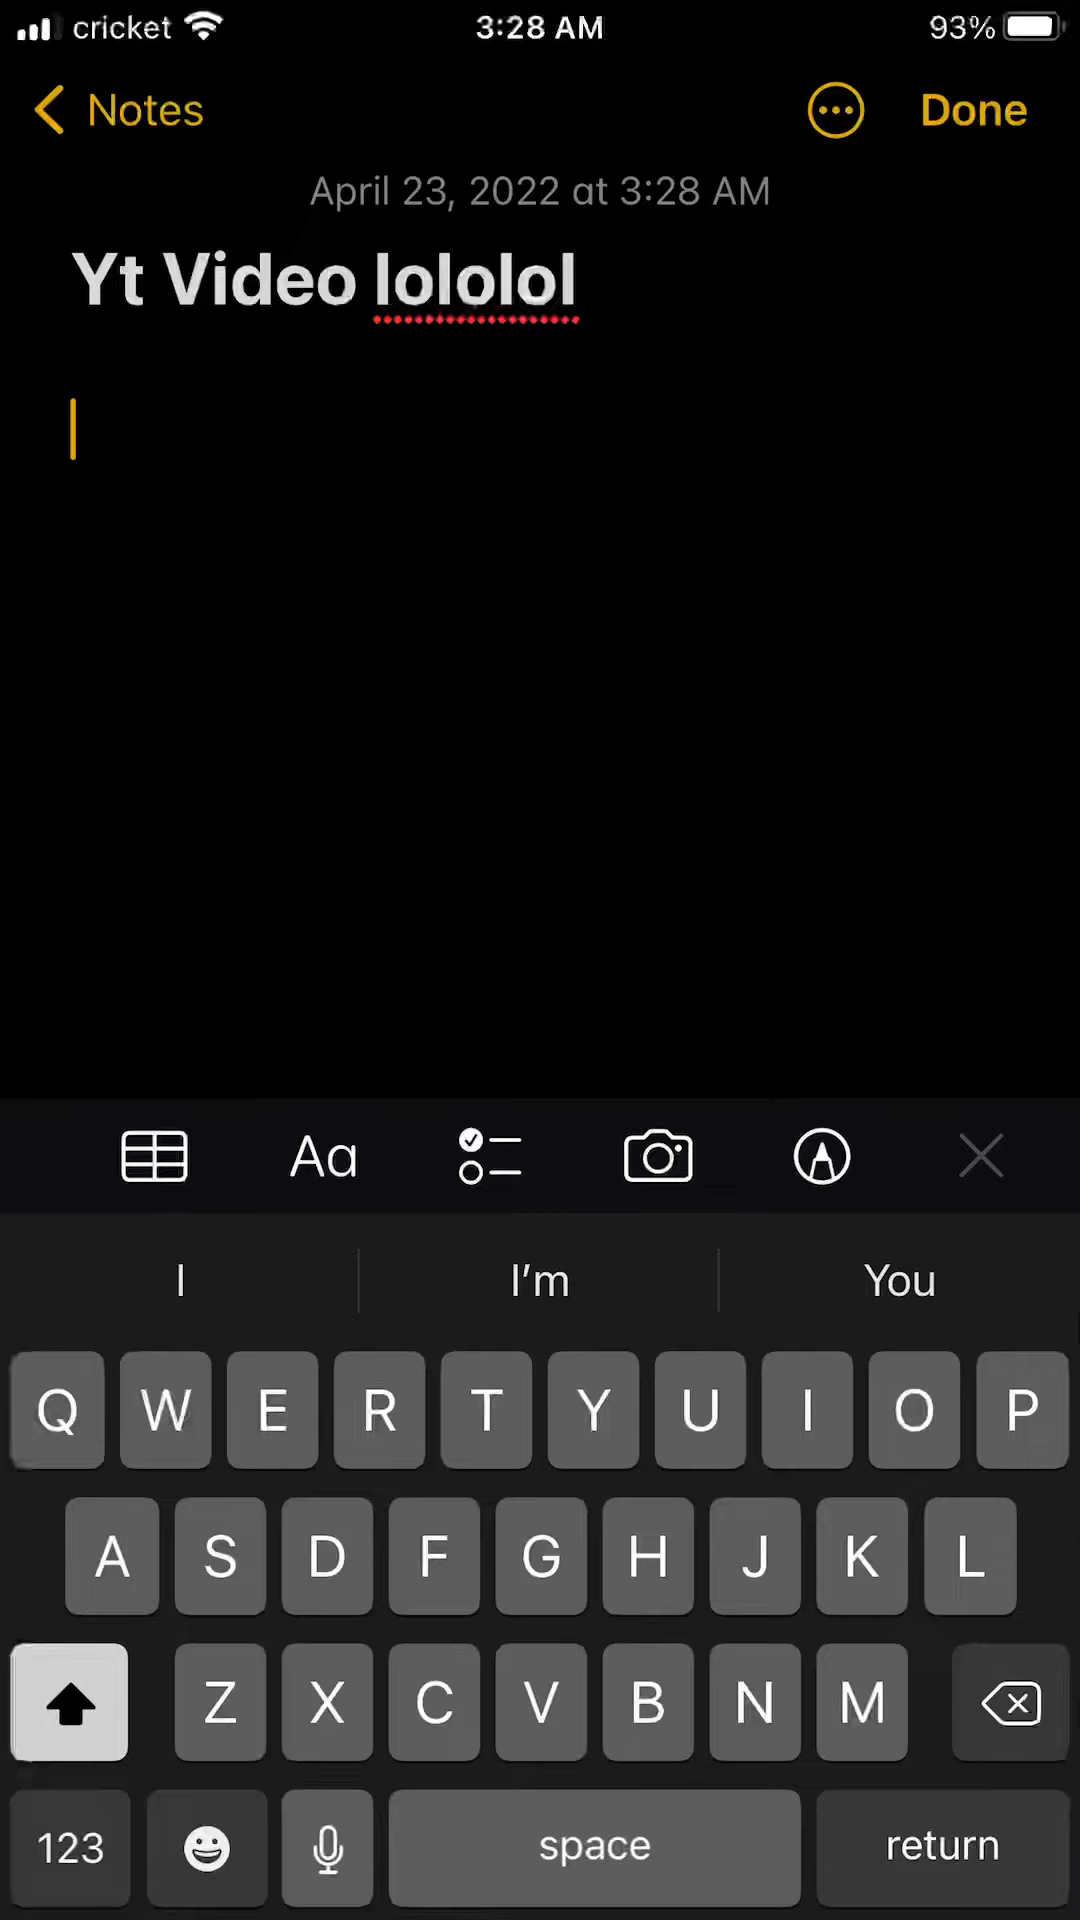 cricket 3:28 AM 93%
Notes Done
April 23, 2022 at 3:28 AM
Yt Video lololol
Aa
I I’m You
Q W E R T Y U I O P
A S D F G H J K L
Z X C V B N M
123 space return